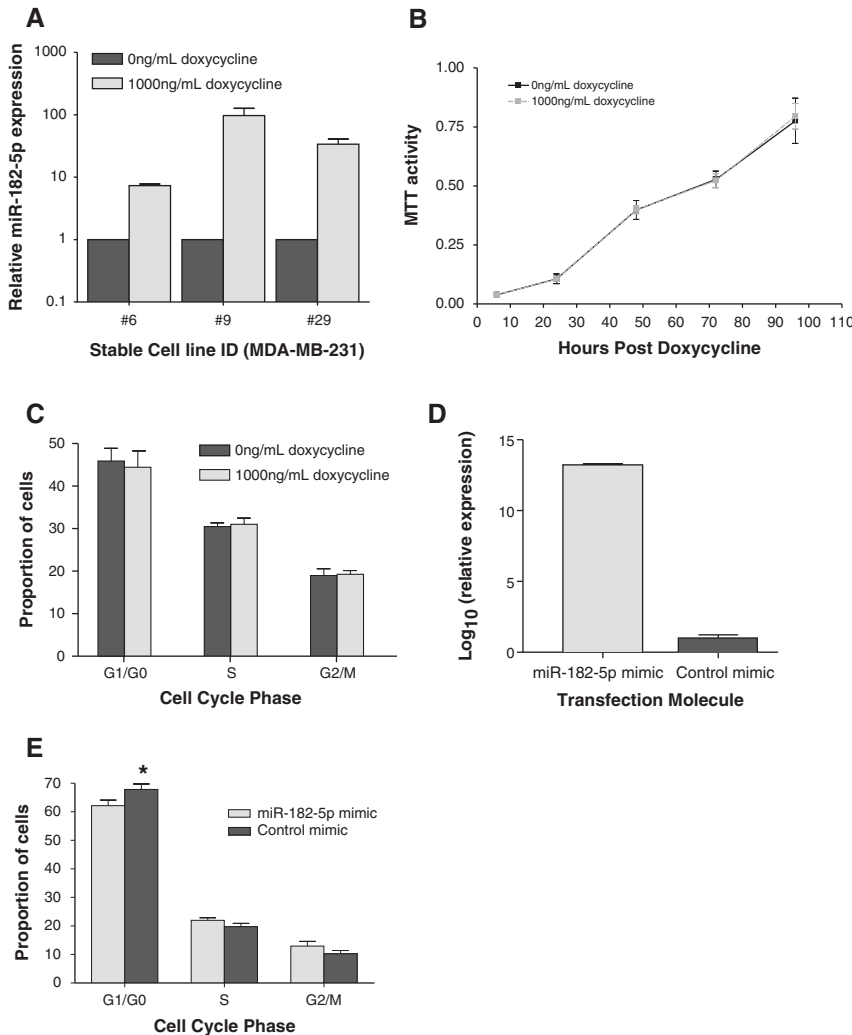 A
Relative miR-182-5p expression
1000
100
10
1
0.1
0ng/mL doxycycline
1000ng/mL doxycycline
#6 #9 #29
Stable Cell line ID (MDA-MB-231)
B
MTT activity
1.00
0.75
0.50
0.25
0.00
0ng/mL doxycycline
1000ng/mL doxycycline
0 10 20 30 40 50 60 70 80 90 100 110
Hours Post Doxycycline
C
Proportion of cells
50
40
30
20
10
0
0ng/mL doxycycline
1000ng/mL doxycycline
G1/G0 S G2/M
Cell Cycle Phase
D
Log10 (relative expression)
15
10
5
0
miR-182-5p mimic Control mimic
Transfection Molecule
E
Proportion of cells
70
60
50
40
30
20
10
0
*
miR-182-5p mimic
Control mimic
G1/G0 S G2/M
Cell Cycle Phase